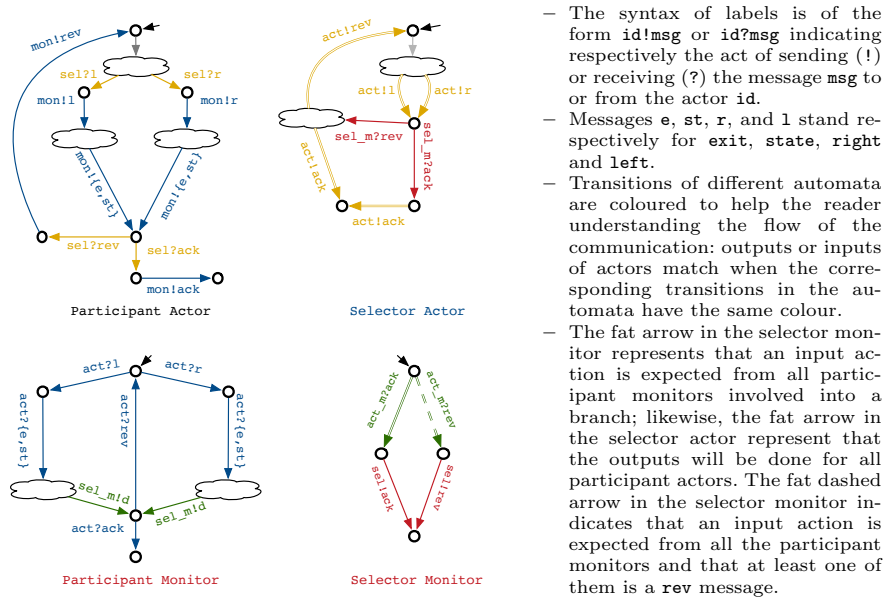 mon!rev
sel?l
sel?r
mon!l
mon!r
mon!{e,st}
mon!{e,st}
sel?rev
sel?ack
mon!ack
Participant Actor
act!rev
act!l
act!r
sel_m?rev
sel_m?ack
act!ack
act!ack
Selector Actor
act?l
act?r
act?{e,st}
act?rev
act?{e,st}
sel_m!d
sel_m!d
act?ack
Participant Monitor
act_m?ack
act_m?rev
sel!ack
sel!rev
Selector Monitor
– The syntax of labels is of the
form id!msg or id?msg indicating
respectively the act of sending (!)
or receiving (?) the message msg to
or from the actor id.
– Messages e, st, r, and l stand re-
spectively for exit, state, right
and left.
– Transitions of different automata
are coloured to help the reader
understanding the flow of the
communication: outputs or inputs
of actors match when the corre-
sponding transitions in the au-
tomata have the same colour.
– The fat arrow in the selector mon-
itor represents that an input ac-
tion is expected from all partic-
ipant monitors involved into a
branch; likewise, the fat arrow in
the selector actor represent that
the outputs will be done for all
participant actors. The fat dashed
arrow in the selector monitor in-
dicates that an input action is
expected from all the participant
monitors and that at least one of
them is a rev message.